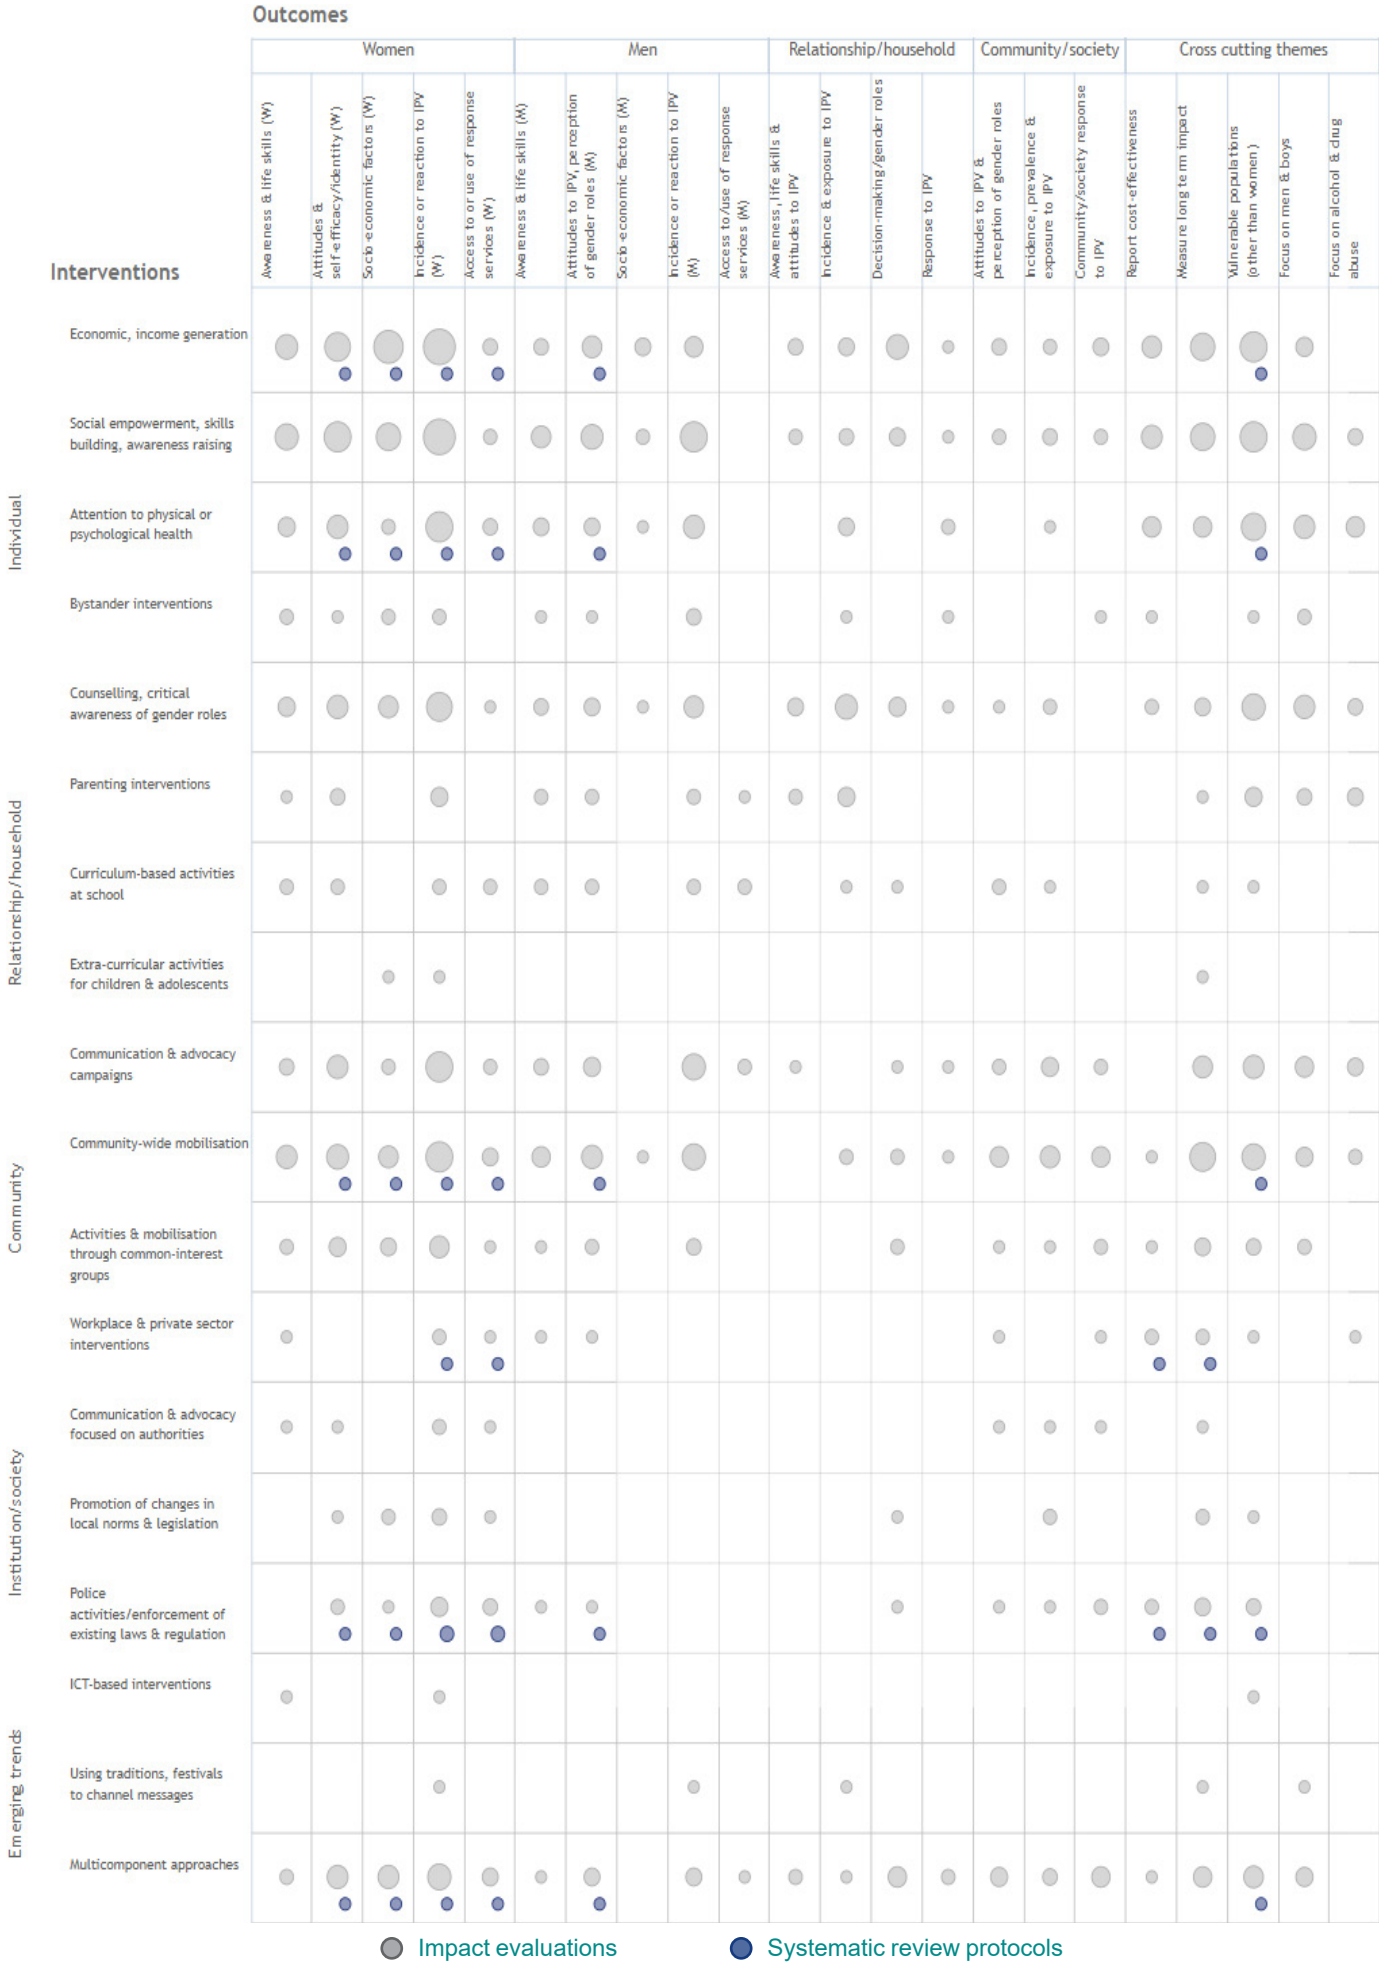 Outcomes
Women
Men
Relationship/household
Community/society
Cross cutting themes
Interventions
Awareness & life skills (W)
Attitudes &
self-efficacy/identity (W)
Socio-economic factors (W)
Incidence or reaction to IPV
(W)
Access to or use of response
services (W)
Awareness & life skills (M)
Attitudes to IPV, perception
of gender roles (M)
Socio-economic factors (M)
Incidence or reaction to IPV
(M)
Access to/use of response
services (M)
Awareness, life skills &
attitudes to IPV
Incidence & exposure to IPV
Decision-making/gender roles
Response to IPV
Attitudes to IPV &
perception of gender roles
Incidence, prevalence &
exposure to IPV
Community/society response
to IPV
Report cost-effectiveness
Measure long term impact
Vulnerable populations
(other than women)
Focus on men & boys
Focus on alcohol & drug
abuse
Individual
Economic, income generation
Social empowerment, skills
building, awareness raising
Attention to physical or
psychological health
Bystander interventions
Counselling, critical
awareness of gender roles
Relationship/household
Parenting interventions
Curriculum-based activities
at school
Extra-curricular activities
for children & adolescents
Communication & advocacy
campaigns
Community
Community-wide mobilisation
Activities & mobilisation
through common-interest
groups
Workplace & private sector
interventions
Institution/society
Communication & advocacy
focused on authorities
Promotion of changes in
local norms & legislation
Police
activities/enforcement of
existing laws & regulation
ICT-based interventions
Emerging trends
Using traditions, festivals
to channel messages
Multicomponent approaches
Impact evaluations
Systematic review protocols